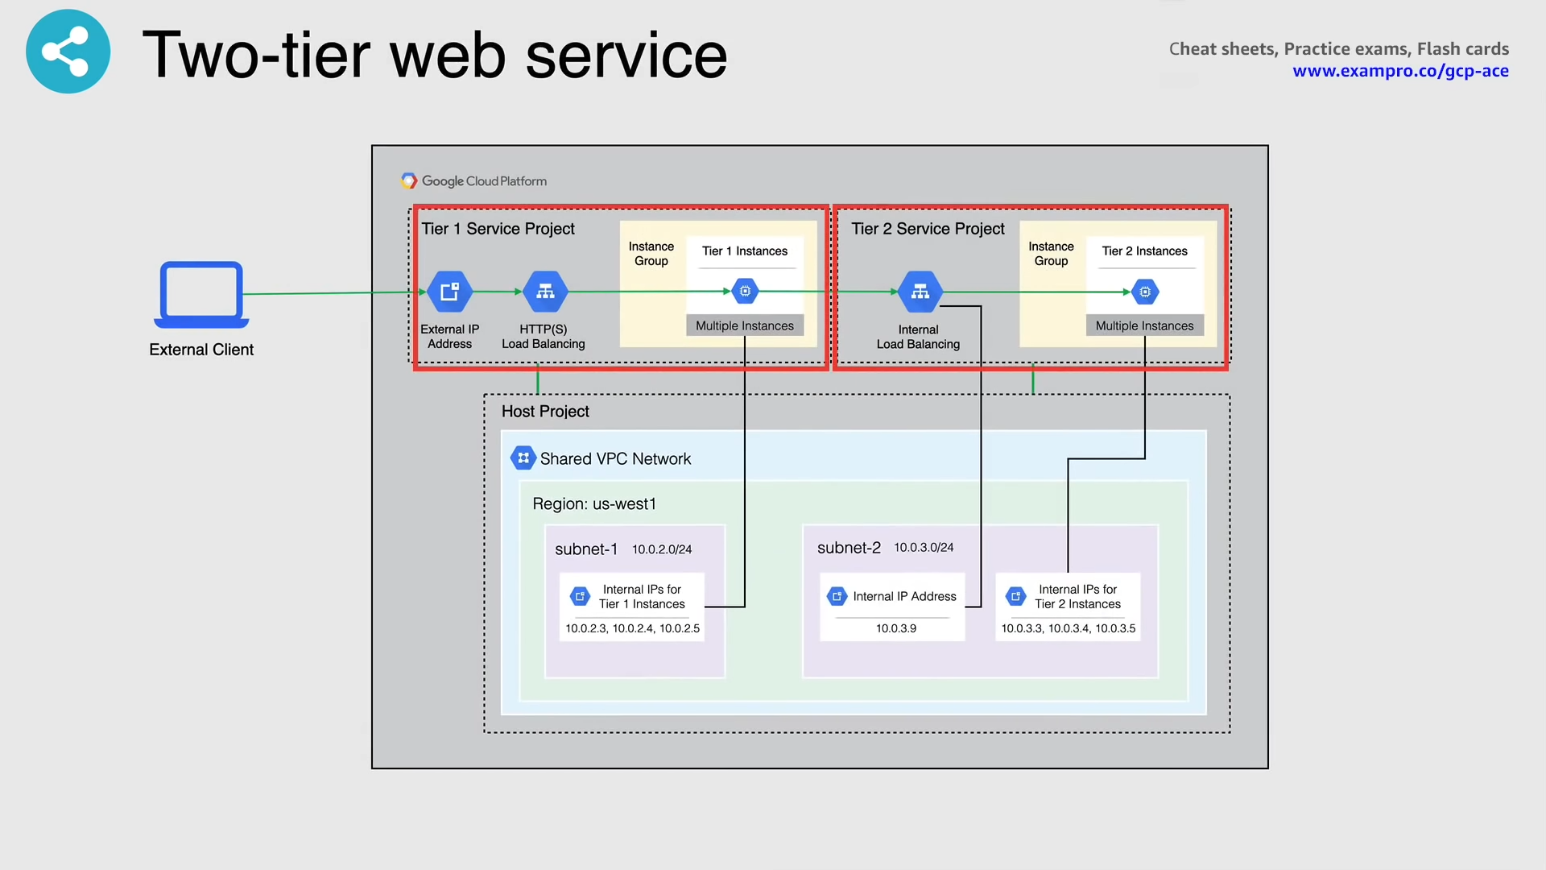 Two-tier web service
Cheat sheets, Practice exams, Flash cards
www.exampro.co/gcp-ace
Google Cloud Platform
Tier 1 Service Project
Instance
Group
Tier 1 Instances
Multiple Instances
External IP
Address
HTTP(S)
Load Balancing
Tier 2 Service Project
Instance
Group
Tier 2 Instances
Multiple Instances
Internal
Load Balancing
External Client
Host Project
Shared VPC Network
Region: us-west1
subnet-1 10.0.2.0/24
Internal IPs for
Tier 1 Instances
10.0.2.3, 10.0.2.4, 10.0.2.5
subnet-2 10.0.3.0/24
Internal IP Address
10.0.3.9
Internal IPs for
Tier 2 Instances
10.0.3.3, 10.0.3.4, 10.0.3.5